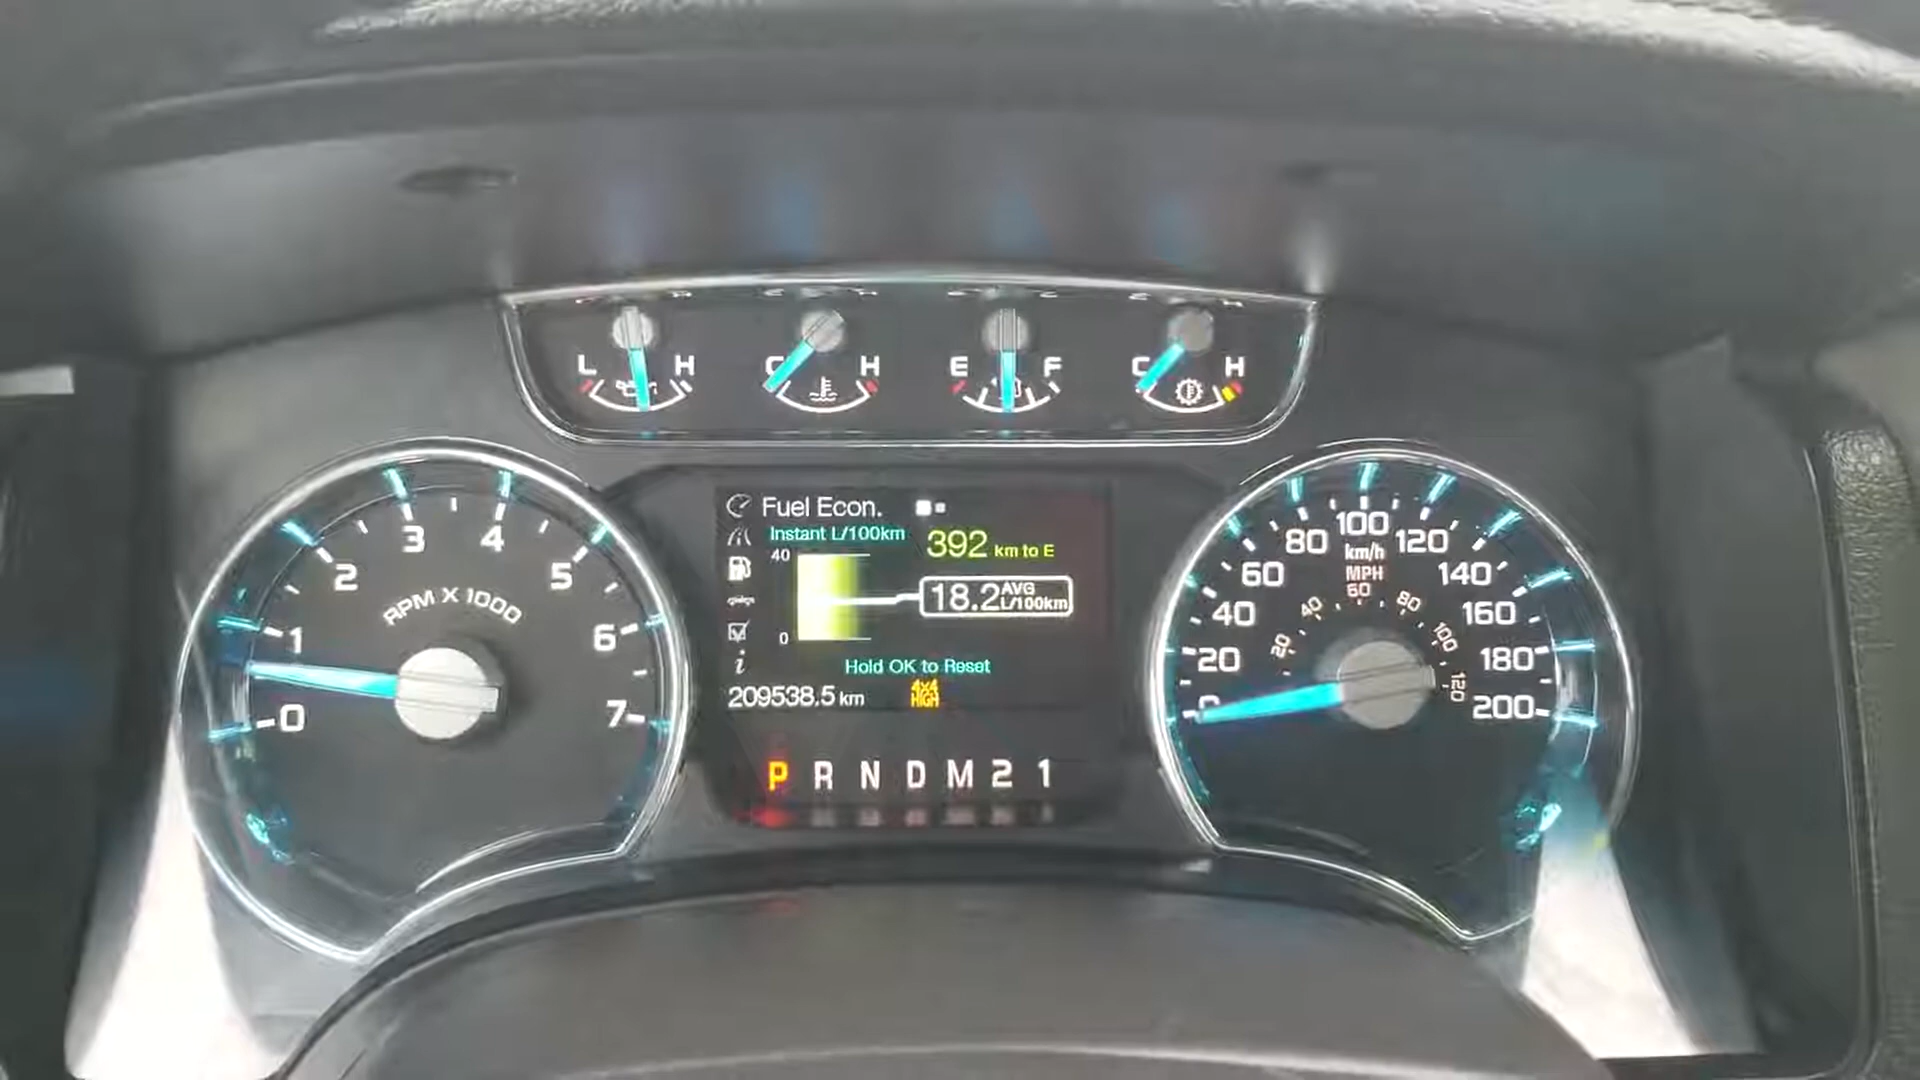 L H C H E F C H
Fuel Econ.
Instant L/100km
392 km to E
40
18.2 AVG L/100km
0
i
Hold OK to Reset
209538.5 km
4x4 HIGH
P R N D M 2 1
0 1 2 3 4 5 6 7
RPM X 1000
0 20 40 60 80 100 120 140 160 180 200
km/h
MPH
20 40 60 80 100 120